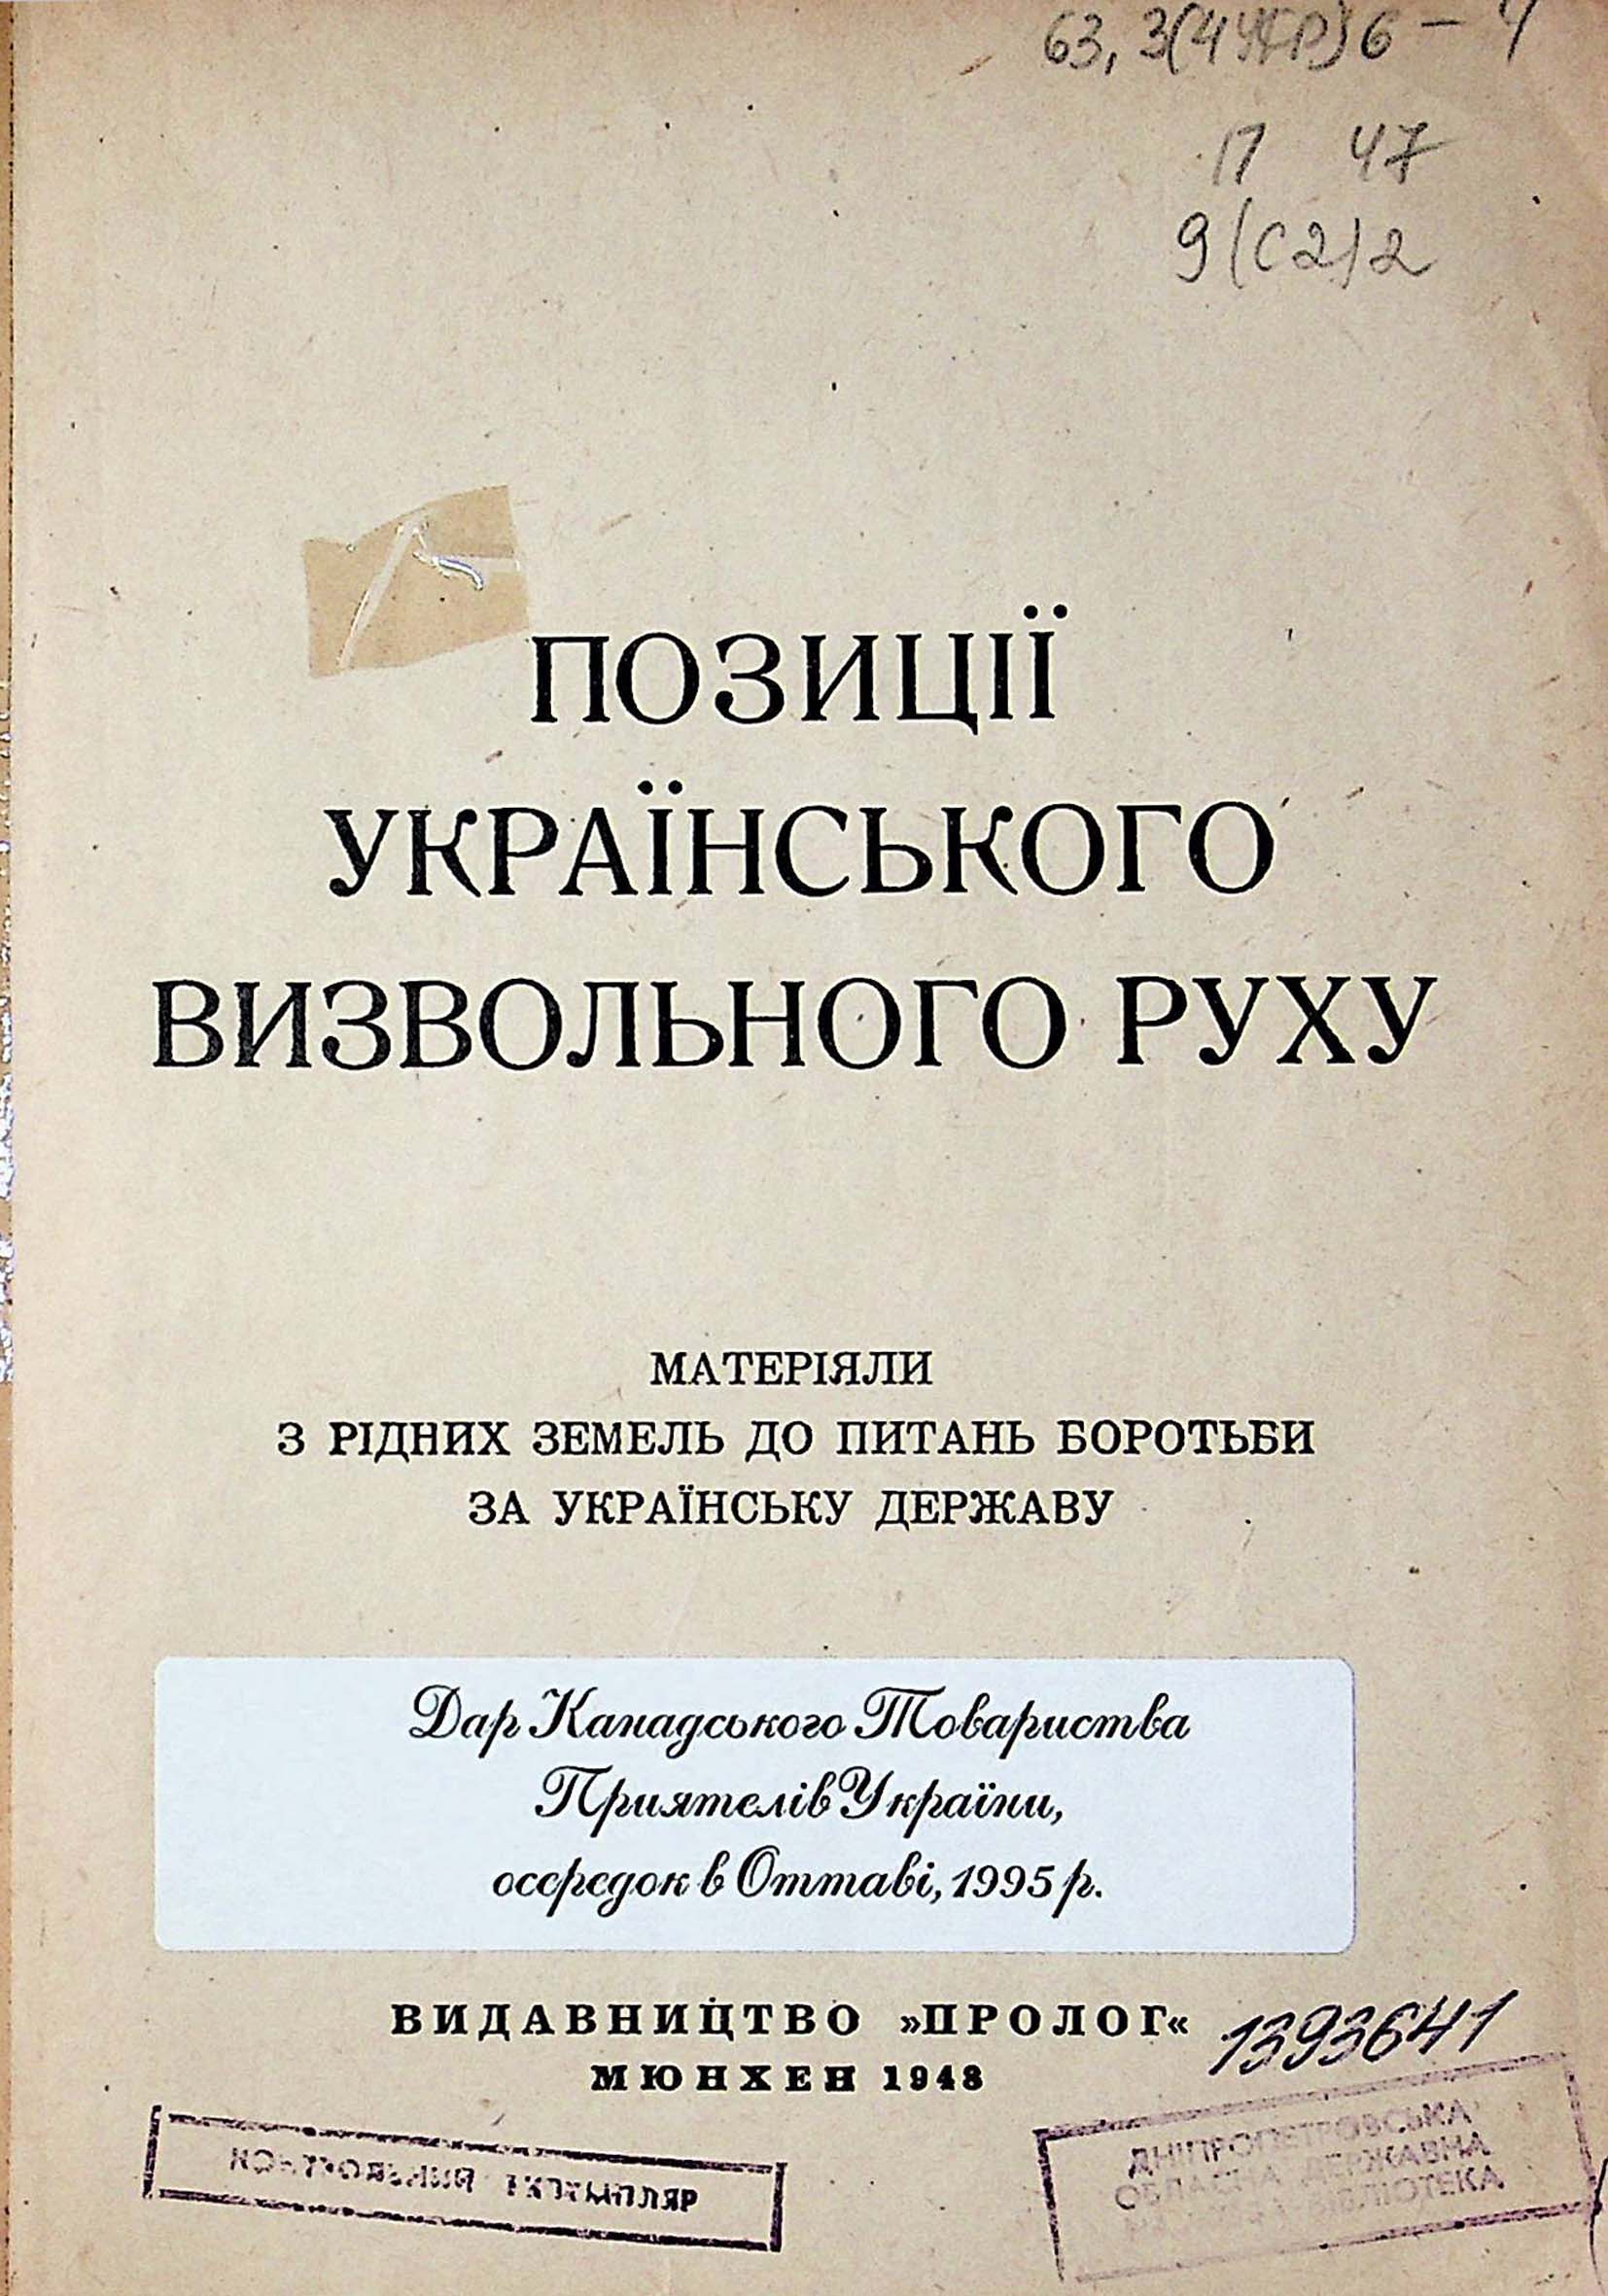 63,3(4УКР)6-4
П 47
9(С2)2
ПОЗИЦІЇ
УКРАЇНСЬКОГО
ВИЗВОЛЬНОГО РУХУ
МАТЕРІЯЛИ
З РІДНИХ ЗЕМЕЛЬ ДО ПИТАНЬ БОРОТЬБИ
ЗА УКРАЇНСЬКУ ДЕРЖАВУ
Дар Канадського Товариства
Приятелів України,
осередок в Оттаві, 1995 р.
ВИДАВНИЦТВО »ПРОЛОГ«
1393641
МЮНХЕН 1948
КОНТРОЛЬНИЙ ЕКЗЕМПЛЯР
ДНІПРОПЕТРОВСЬКА
ОБЛАСНА ДЕРЖАВНА
БІБЛІОТЕКА